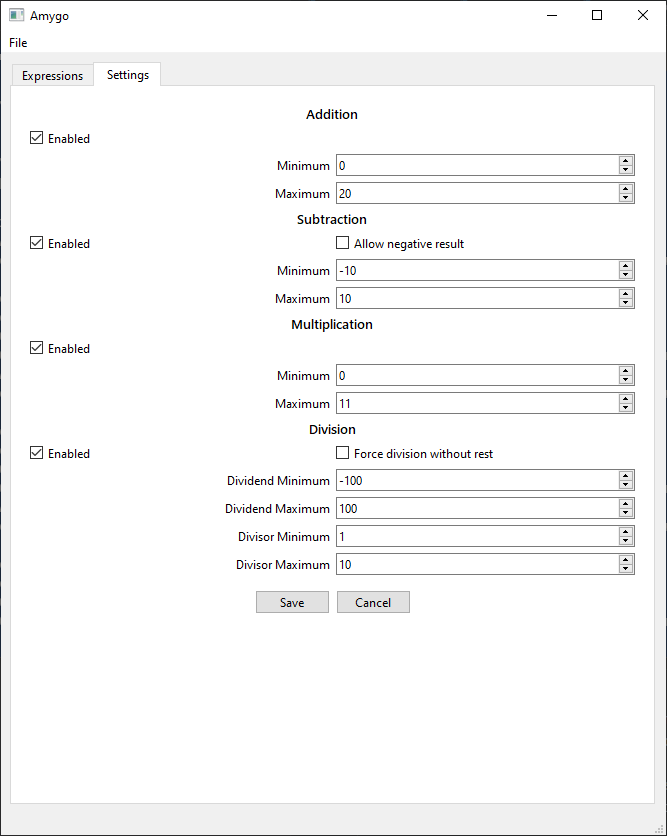 Amygo
File
Expressions Settings
Addition
Enabled
Minimum 0
Maximum 20
Subtraction
Enabled Allow negative result
Minimum -10
Maximum 10
Multiplication
Enabled
Minimum 0
Maximum 11
Division
Enabled Force division without rest
Dividend Minimum -100
Dividend Maximum 100
Divisor Minimum 1
Divisor Maximum 10
Save Cancel